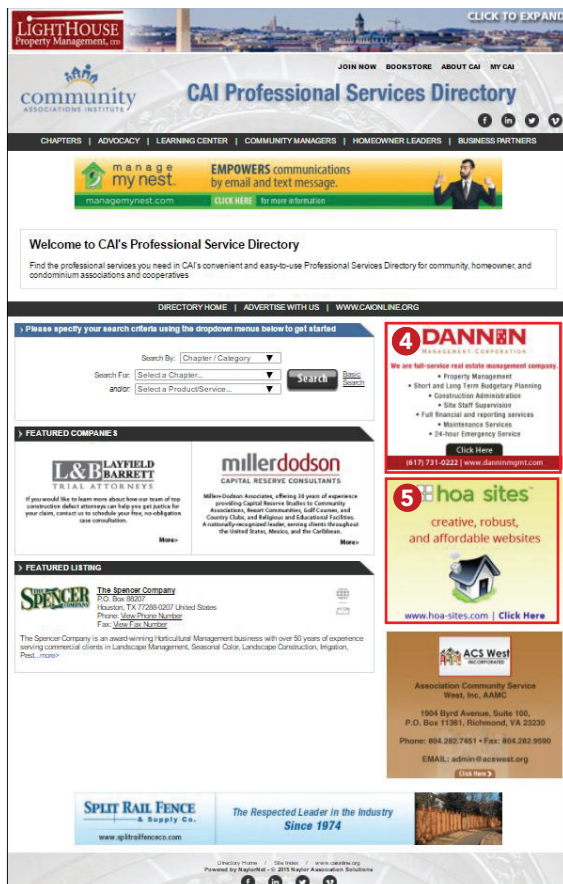 LIGHTHOUSE
Property Management, LTD
CLICK TO EXPAND
JOIN NOW BOOKSTORE ABOUT CAI MY CAI
community
ASSOCIATIONS INSTITUTE
CAI Professional Services Directory
CHAPTERS | ADVOCACY | LEARNING CENTER | COMMUNITY MANAGERS | HOMEOWNER LEADERS | BUSINESS PARTNERS
manage
my nest.
managemynest.com
EMPOWERS communications
by email and text message.
CLICK HERE for more information
Welcome to CAI's Professional Service Directory
Find the professional services you need in CAI's convenient and easy-to-use Professional Services Directory for community, homeowner, and
condominium associations and cooperatives
DIRECTORY HOME | ADVERTISE WITH US | WWW.CAIONLINE.ORG
Please specify your search criteria using the dropdown menus below to get started
Search By: Chapter / Category
Search For: Select a Chapter...
and/or: Select a Product/Service...
Search
Basic
Search
FEATURED COMPANIES
L&B LAYFIELD
BARRETT
TRIAL ATTORNEYS
If you would like to learn more about how our team of top
construction defect attorneys can help you get justice for
your claim, contact us to schedule your free, no-obligation
case consultation.
More>
millerdodson
CAPITAL RESERVE CONSULTANTS
Miller+Dodson Associates, offering 30 years of experience
providing Capital Reserve Studies to Community
Associations, Resort Communities, Golf Courses, and
Country Clubs, and Religious and Educational Facilities.
A nationally-recognized leader, serving clients throughout
the United States, Mexico, and the Caribbean.
More>
FEATURED LISTING
THE
SPENCER
COMPANY
The Spencer Company
P.O. Box 88207
Houston, TX 77288-0207 United States
Phone: View Phone Number
Fax: View Fax Number
The Spencer Company is an award-winning Horticultural Management business with over 50 years of experience
serving commercial clients in Landscape Management, Seasonal Color, Landscape Construction, Irrigation,
Pest...more>
4
DANNIN
MANAGEMENT CORPORATION
We are full-service real estate management company.
• Property Management
• Short and Long Term Budgetary Planning
• Construction Administration
• Site Staff Supervision
• Full financial and reporting services
• Maintenance Services
• 24-hour Emergency Service
Click Here
(617) 731-0222 | www.danninmgmt.com
5
hoa sites™
creative, robust,
and affordable websites
www.hoa-sites.com | Click Here
ACS West
INCORPORATED
Association Community Service
West, Inc, AAMC
1904 Byrd Avenue, Suite 100,
P.O. Box 11361, Richmond, VA 23230
Phone: 804.282.7451 • Fax: 804.282.9590
EMAIL: admin@acswest.org
Click Here >
SPLIT RAIL FENCE
& Supply Co.
www.splitrailfenceco.com
The Respected Leader in the Industry
Since 1974
Directory Home / Site Index / www.caionline.org
Powered by NaylorNet - © 2015 Naylor Association Solutions